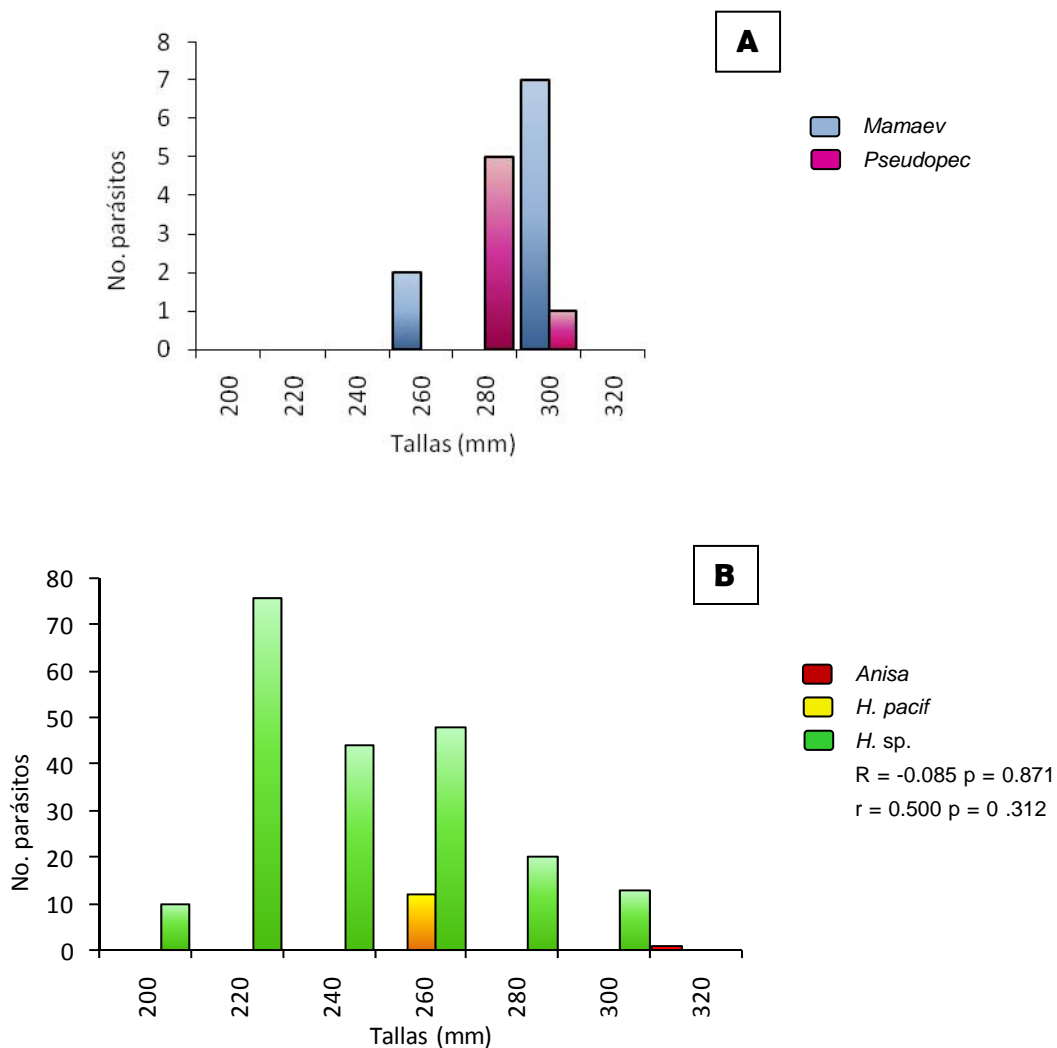 A
No. parásitos
8
7
6
5
4
3
2
1
0
200 220 240 260 280 300 320
Tallas (mm)
Mamaev
Pseudopec
B
No. parásitos
80
70
60
50
40
30
20
10
0
200 220 240 260 280 300 320
Tallas (mm)
Anisa
H. pacif
H. sp.
R = -0.085 p = 0.871
r = 0.500 p = 0 .312